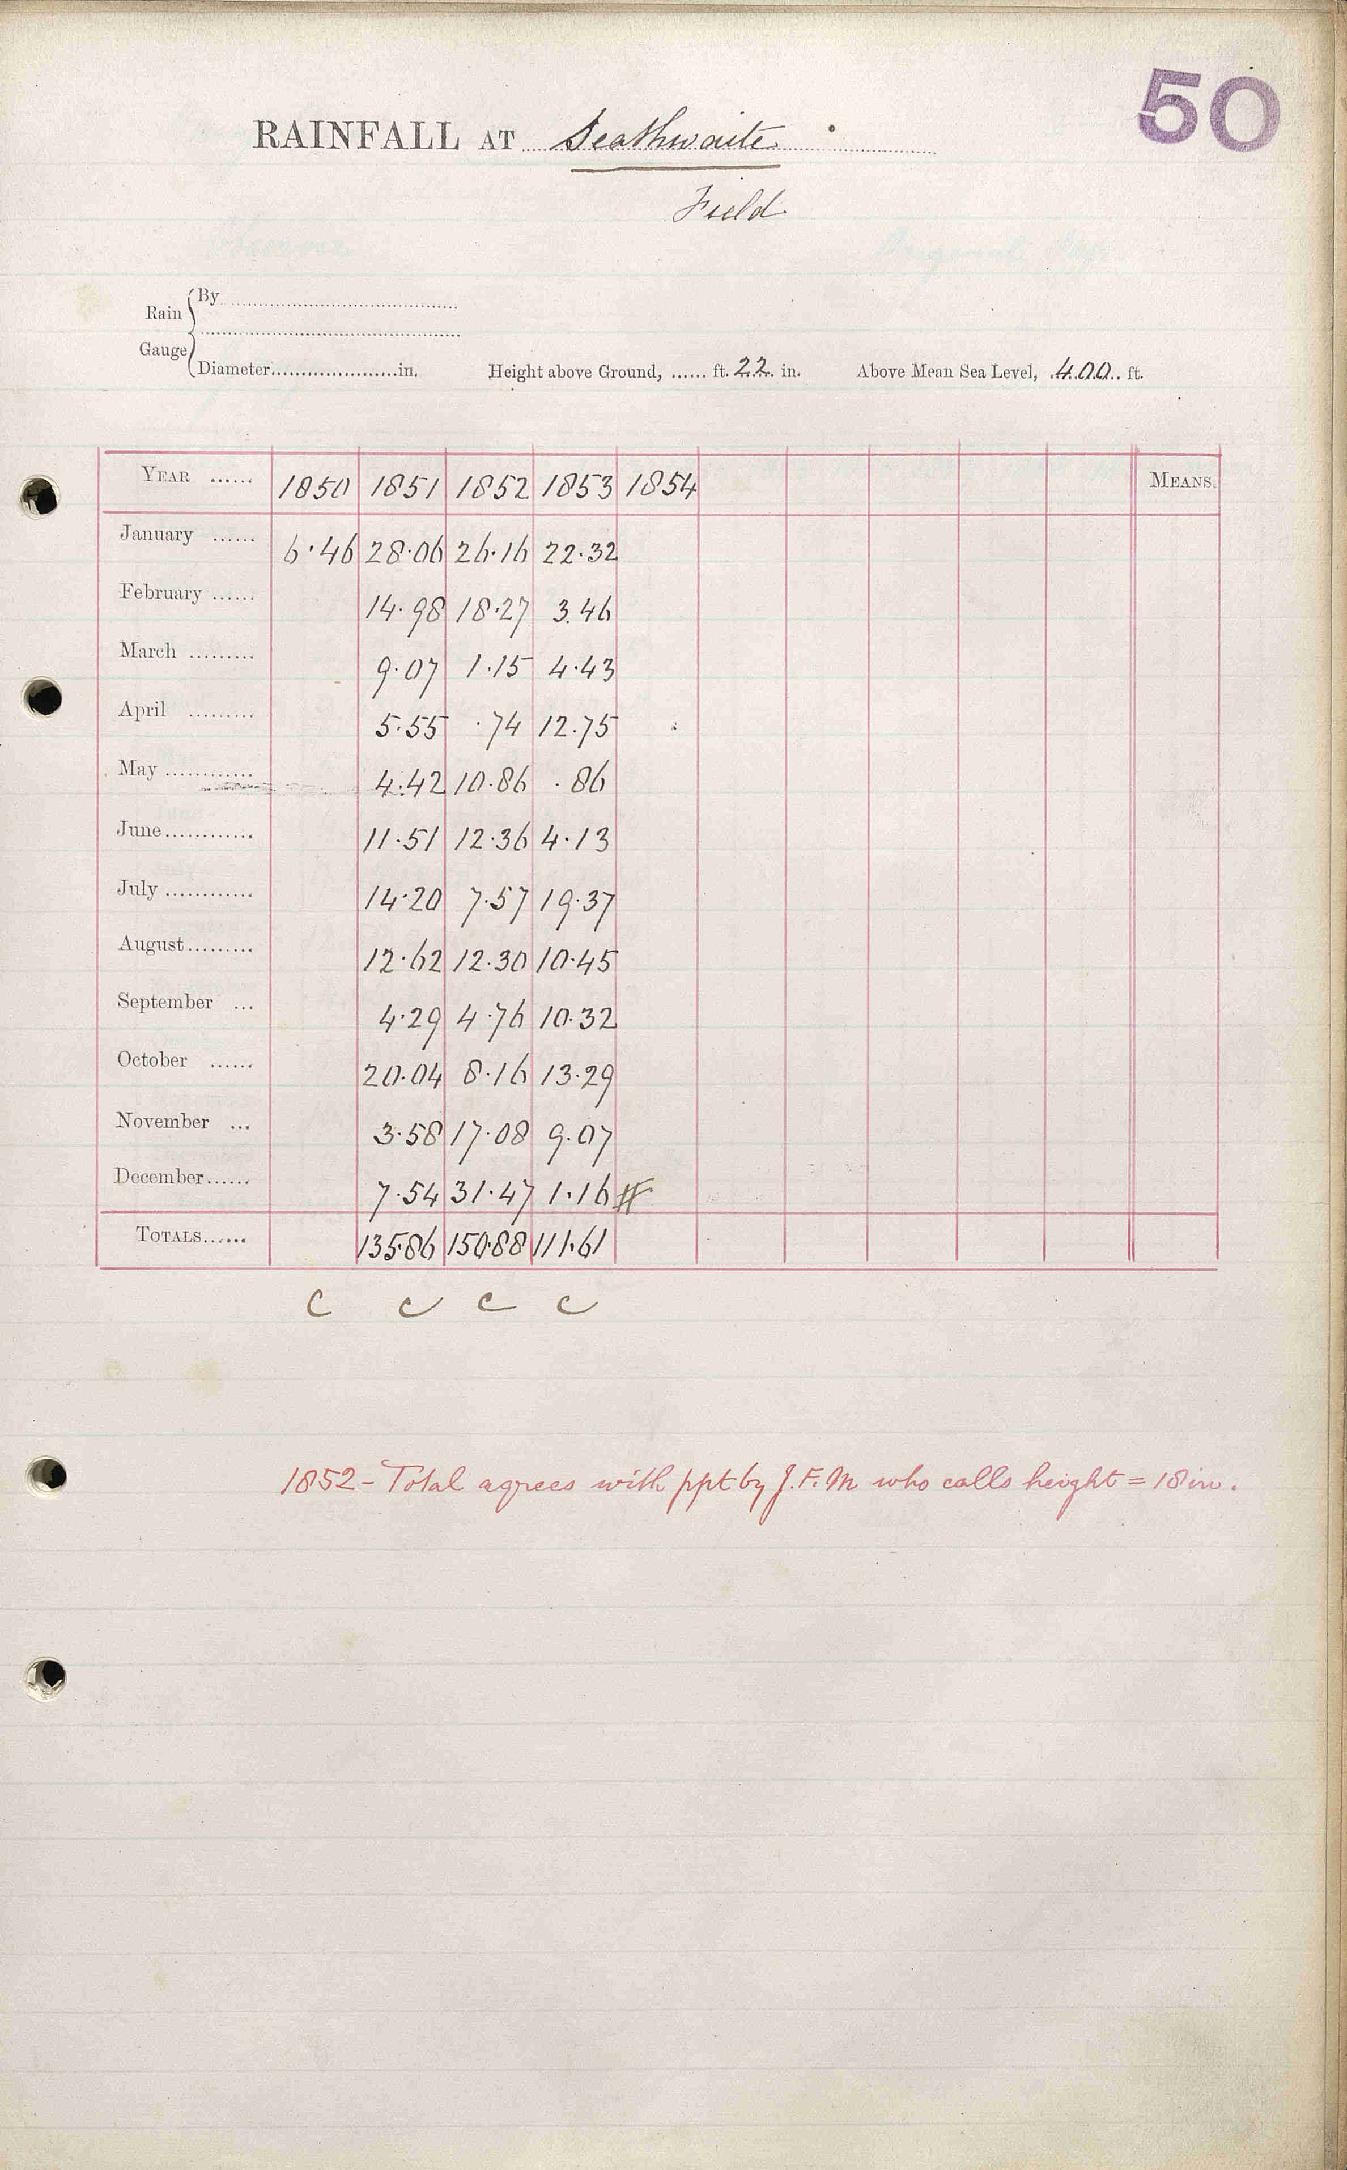 50
RAINFALL AT Seathwaite
Field
Rain Gauge { By
Diameter in. Height above Ground, ...... ft. 22 in. Above Mean Sea Level, 400 ft.
YEAR ...... 1850 1851 1852 1853 1854 MEANS.
January ...... 6·46 28·06 26·16 22·32
February ...... 14·98 18·27 3.46
March ......... 9·07 1·15 4·43
April ......... 5·55 ·74 12·75
May ............ 4·42 10·86 ·86
June ............ 11·51 12·36 4·13
July ............ 14·20 7·57 19·37
August ......... 12·62 12·30 10·45
September ... 4·29 4·76 10·32
October ...... 20·04 8·16 13·29
November ... 3·58 17·08 9·07
December ...... 7·54 31·47 1·16 #
TOTALS ...... 135·86 150·88 111·61
C C C C
1852 - Total agrees with ppt by J.F.M who calls height = 18 in.